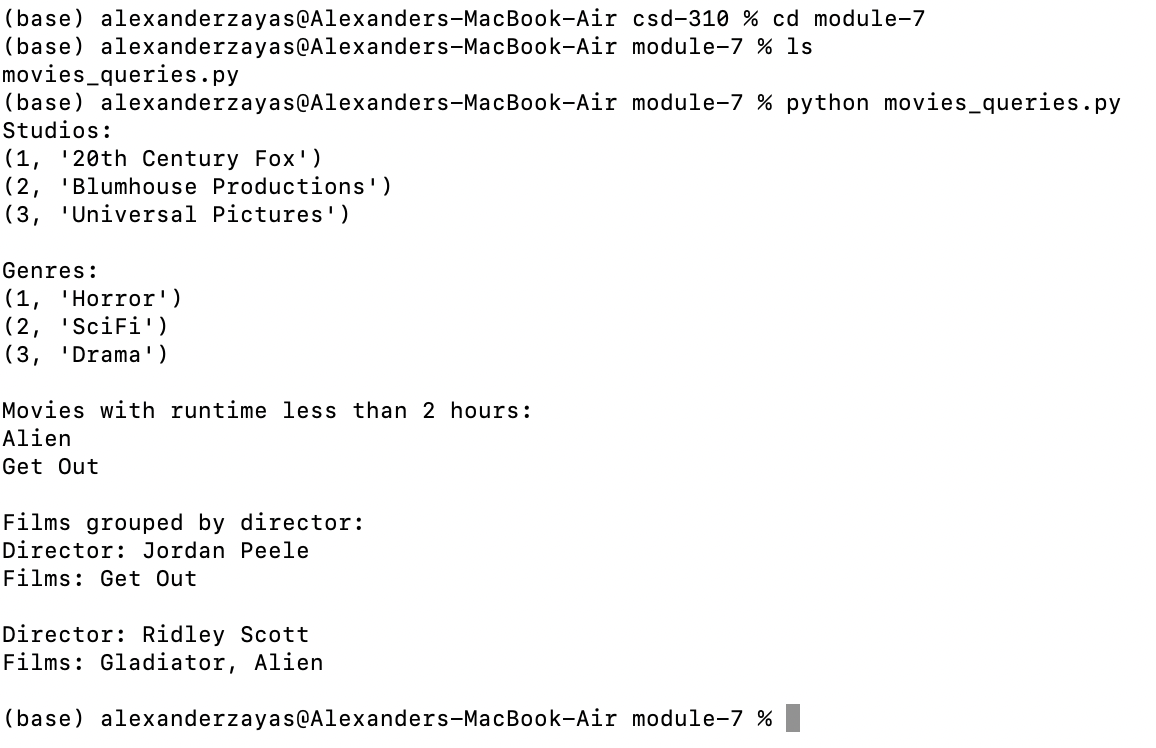 (base) alexanderzayas@Alexanders-MacBook-Air csd-310 % cd module-7
(base) alexanderzayas@Alexanders-MacBook-Air module-7 % ls
movies_queries.py
(base) alexanderzayas@Alexanders-MacBook-Air module-7 % python movies_queries.py
Studios:
(1, '20th Century Fox')
(2, 'Blumhouse Productions')
(3, 'Universal Pictures')

Genres:
(1, 'Horror')
(2, 'SciFi')
(3, 'Drama')

Movies with runtime less than 2 hours:
Alien
Get Out

Films grouped by director:
Director: Jordan Peele
Films: Get Out

Director: Ridley Scott
Films: Gladiator, Alien

(base) alexanderzayas@Alexanders-MacBook-Air module-7 %